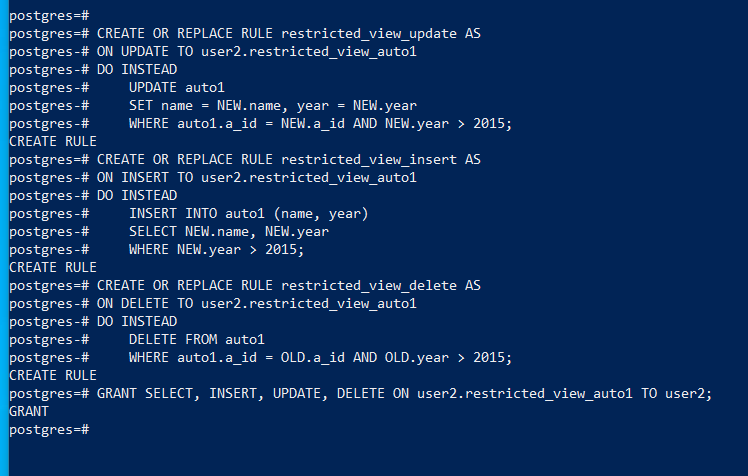 postgres=#
postgres=# CREATE OR REPLACE RULE restricted_view_update AS
postgres-# ON UPDATE TO user2.restricted_view_auto1
postgres-# DO INSTEAD
postgres-#     UPDATE auto1
postgres-#     SET name = NEW.name, year = NEW.year
postgres-#     WHERE auto1.a_id = NEW.a_id AND NEW.year > 2015;
CREATE RULE
postgres=# CREATE OR REPLACE RULE restricted_view_insert AS
postgres-# ON INSERT TO user2.restricted_view_auto1
postgres-# DO INSTEAD
postgres-#     INSERT INTO auto1 (name, year)
postgres-#     SELECT NEW.name, NEW.year
postgres-#     WHERE NEW.year > 2015;
CREATE RULE
postgres=# CREATE OR REPLACE RULE restricted_view_delete AS
postgres-# ON DELETE TO user2.restricted_view_auto1
postgres-# DO INSTEAD
postgres-#     DELETE FROM auto1
postgres-#     WHERE auto1.a_id = OLD.a_id AND OLD.year > 2015;
CREATE RULE
postgres=# GRANT SELECT, INSERT, UPDATE, DELETE ON user2.restricted_view_auto1 TO user2;
GRANT
postgres=#